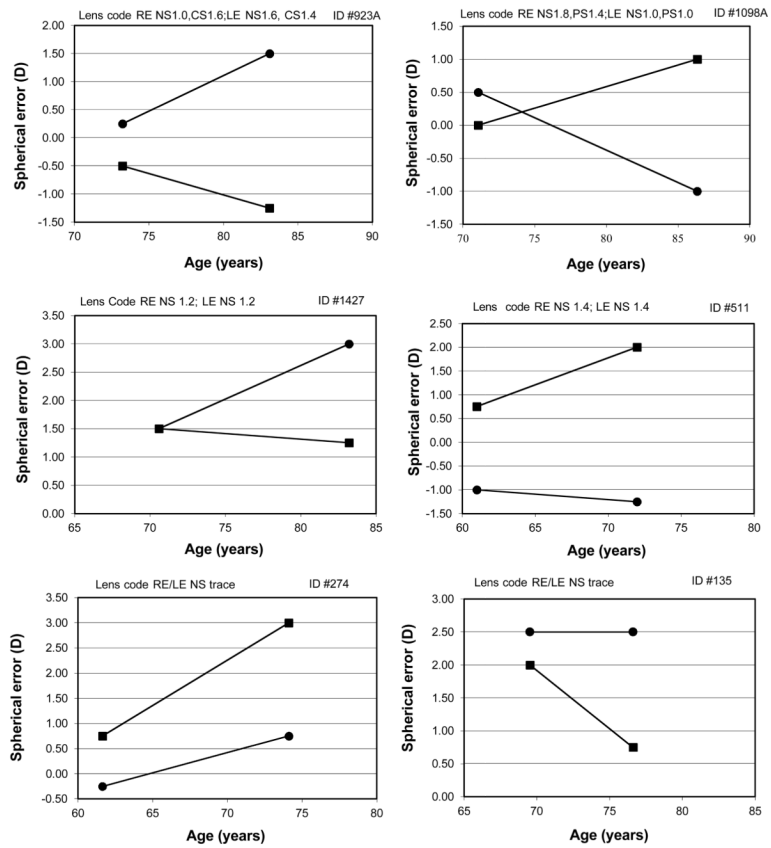 Lens code RE NS1.0,CS1.6;LE NS1.6, CS1.4 ID #923A
2.00
1.50
1.00
0.50
0.00
-0.50
-1.00
-1.50
70 75 80 85 90
Spherical error (D)
Age (years)
Lens code RE NS1.8,PS1.4;LE NS1.0,PS1.0 ID #1098A
1.50
1.00
0.50
0.00
-0.50
-1.00
-1.50
70 75 80 85 90
Spherical error (D)
Age (years)
Lens Code RE NS 1.2; LE NS 1.2 ID #1427
3.50
3.00
2.50
2.00
1.50
1.00
0.50
0.00
65 70 75 80 85
Spherical error (D)
Age (years)
Lens code RE NS 1.4; LE NS 1.4 ID #511
2.50
2.00
1.50
1.00
0.50
0.00
-0.50
-1.00
-1.50
60 65 70 75 80
Spherical error (D)
Age (years)
Lens code RE/LE NS trace ID #274
3.50
3.00
2.50
2.00
1.50
1.00
0.50
0.00
-0.50
60 65 70 75 80
Spherical error (D)
Age (years)
Lens code RE/LE NS trace ID #135
3.00
2.50
2.00
1.50
1.00
0.50
0.00
65 70 75 80 85
Spherical error (D)
Age (years)